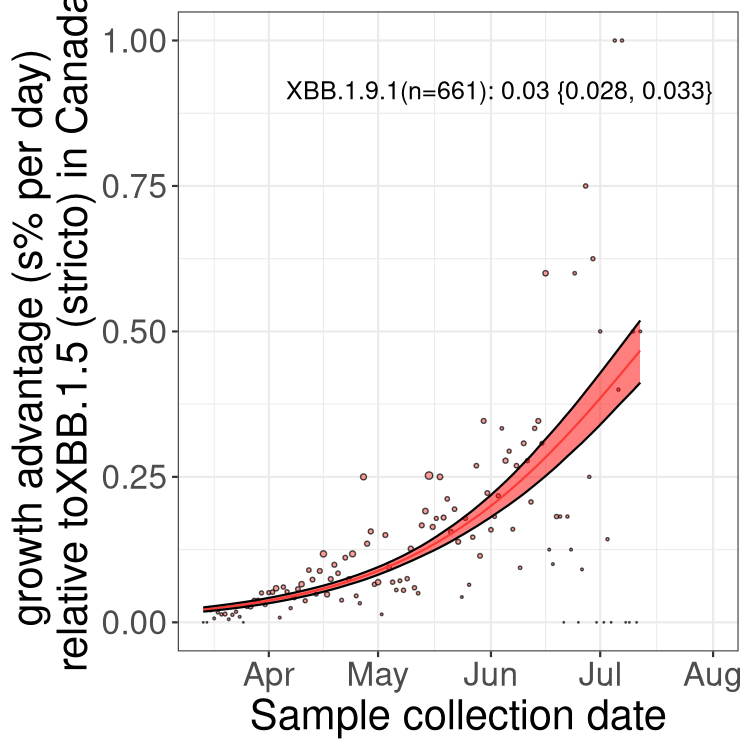 growth advantage (s% per day)
relative toXBB.1.5 (stricto) in Canada
1.00
0.75
0.50
0.25
0.00
XBB.1.9.1(n=661): 0.03 {0.028, 0.033}
Apr May Jun Jul Aug
Sample collection date